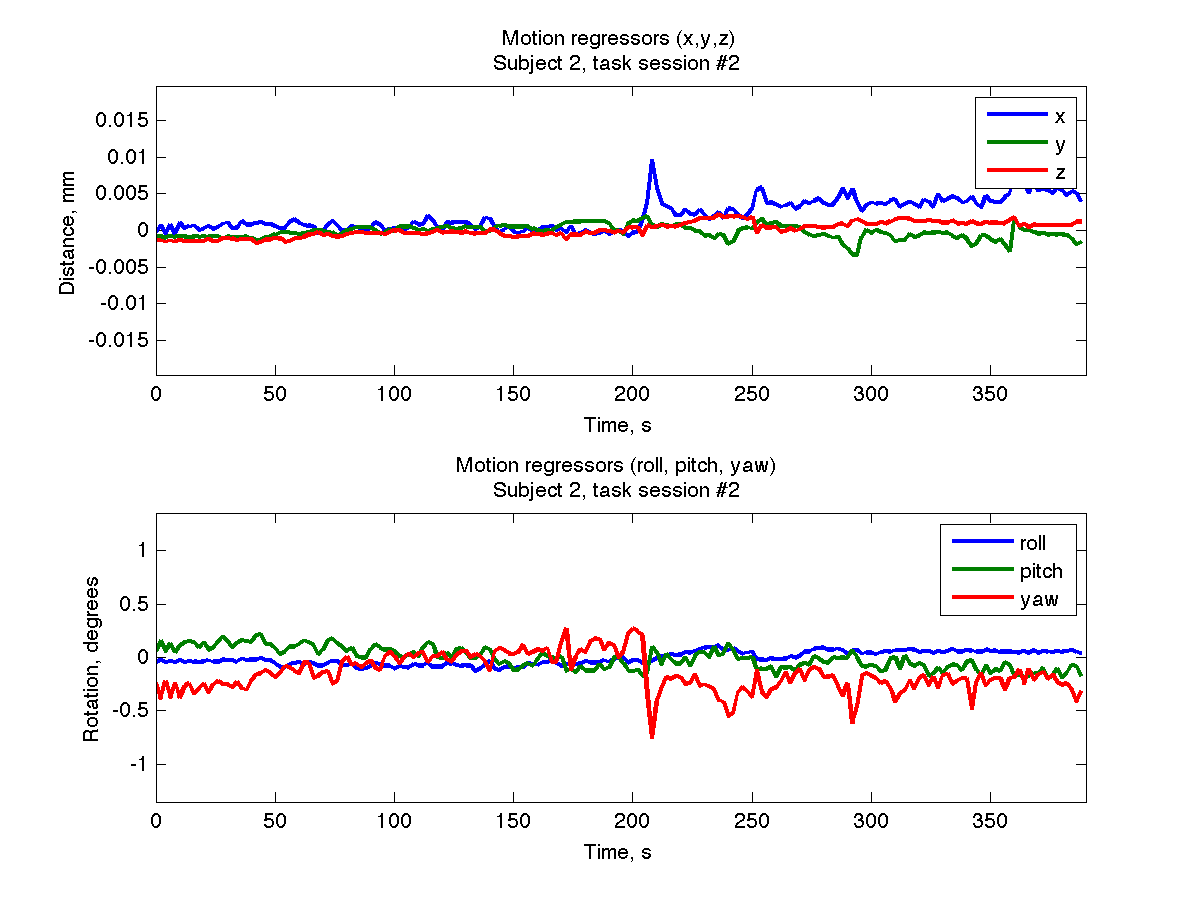 Motion regressors (x,y,z)
Subject 2, task session #2
0.015
0.01
0.005
0
-0.005
-0.01
-0.015
Distance, mm
x
y
z
0 50 100 150 200 250 300 350
Time, s
Motion regressors (roll, pitch, yaw)
Subject 2, task session #2
1
0.5
0
-0.5
-1
Rotation, degrees
roll
pitch
yaw
0 50 100 150 200 250 300 350
Time, s